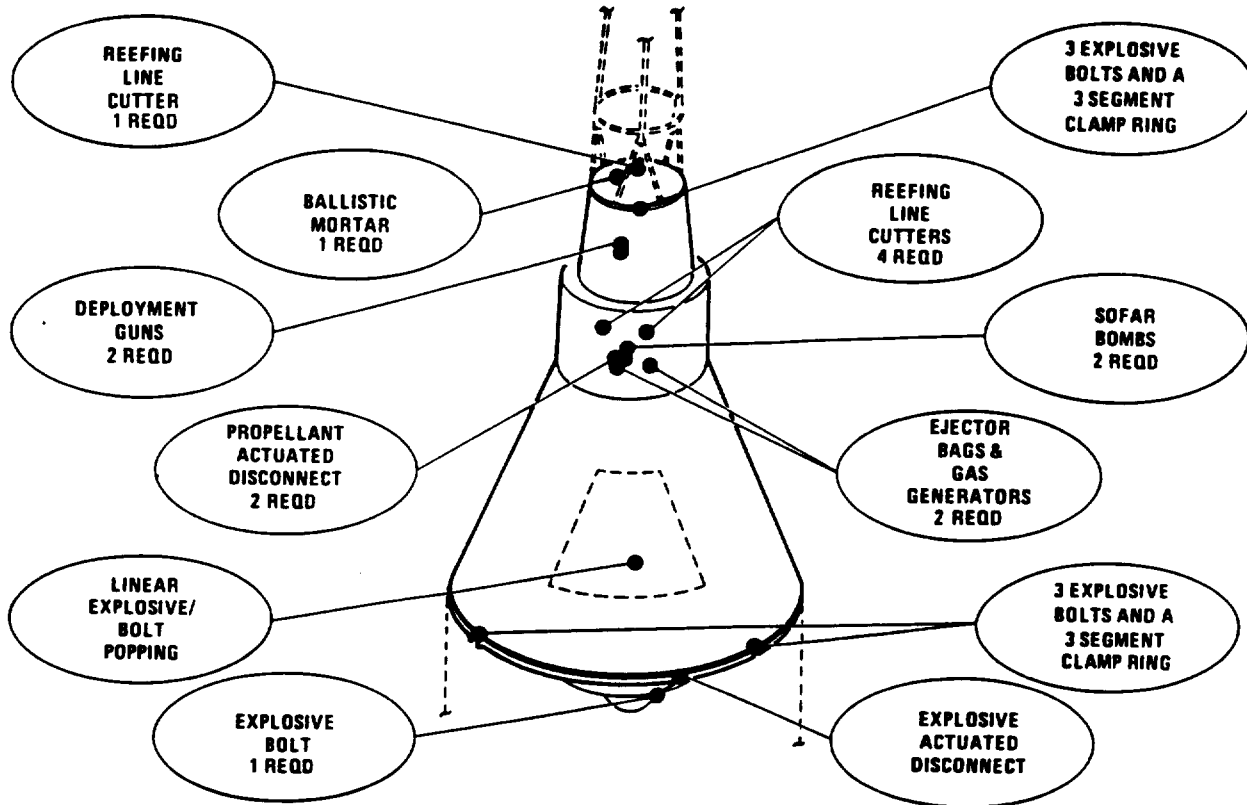 REEFING
LINE
CUTTER
1 REQD
3 EXPLOSIVE
BOLTS AND A
3 SEGMENT
CLAMP RING
BALLISTIC
MORTAR
1 REQD
REEFING
LINE
CUTTERS
4 REQD
DEPLOYMENT
GUNS
2 REQD
SOFAR
BOMBS
2 REQD
PROPELLANT
ACTUATED
DISCONNECT
2 REQD
EJECTOR
BAGS &
GAS
GENERATORS
2 REQD
LINEAR
EXPLOSIVE/
BOLT
POPPING
3 EXPLOSIVE
BOLTS AND A
3 SEGMENT
CLAMP RING
EXPLOSIVE
BOLT
1 REQD
EXPLOSIVE
ACTUATED
DISCONNECT